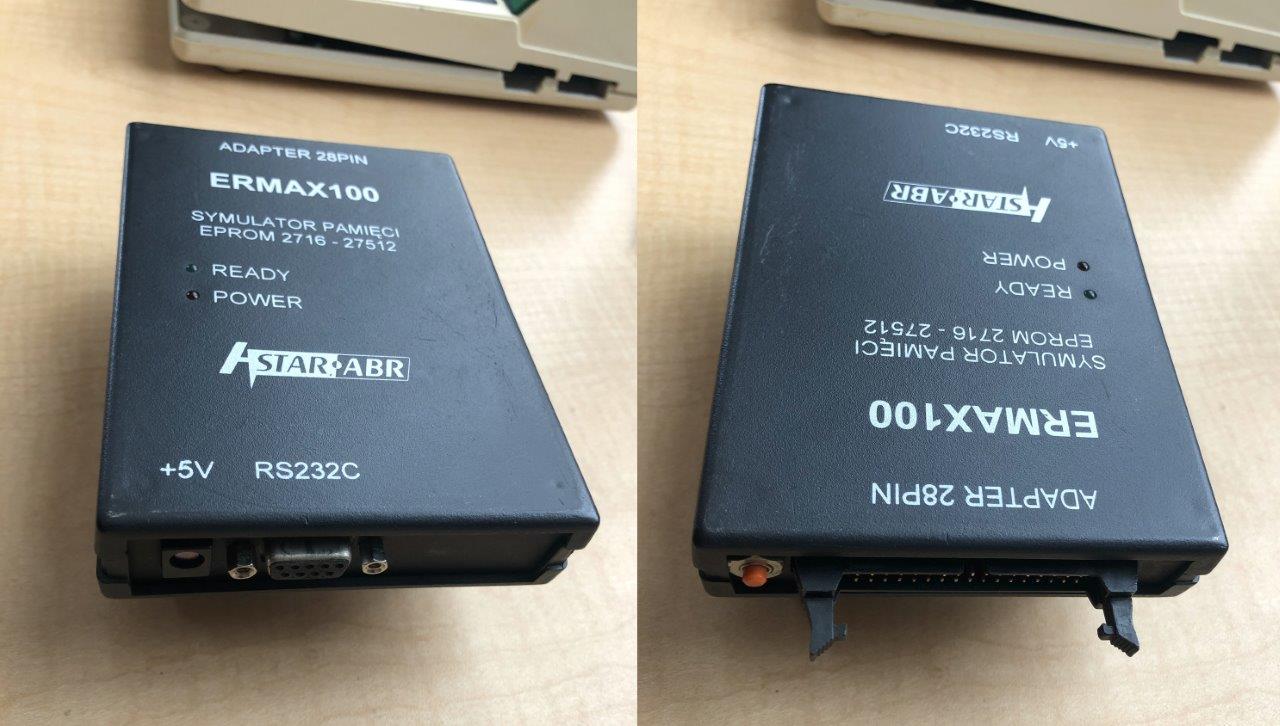 ADAPTER 28PIN
ERMAX100
SYMULATOR PAMIĘCI
EPROM 2716 - 27512
READY
POWER
STAR ABR
+5V RS232C
+5V RS232C
STAR ABR
POWER
READY
SYMULATOR PAMIĘCI
EPROM 2716 - 27512
ERMAX100
ADAPTER 28PIN